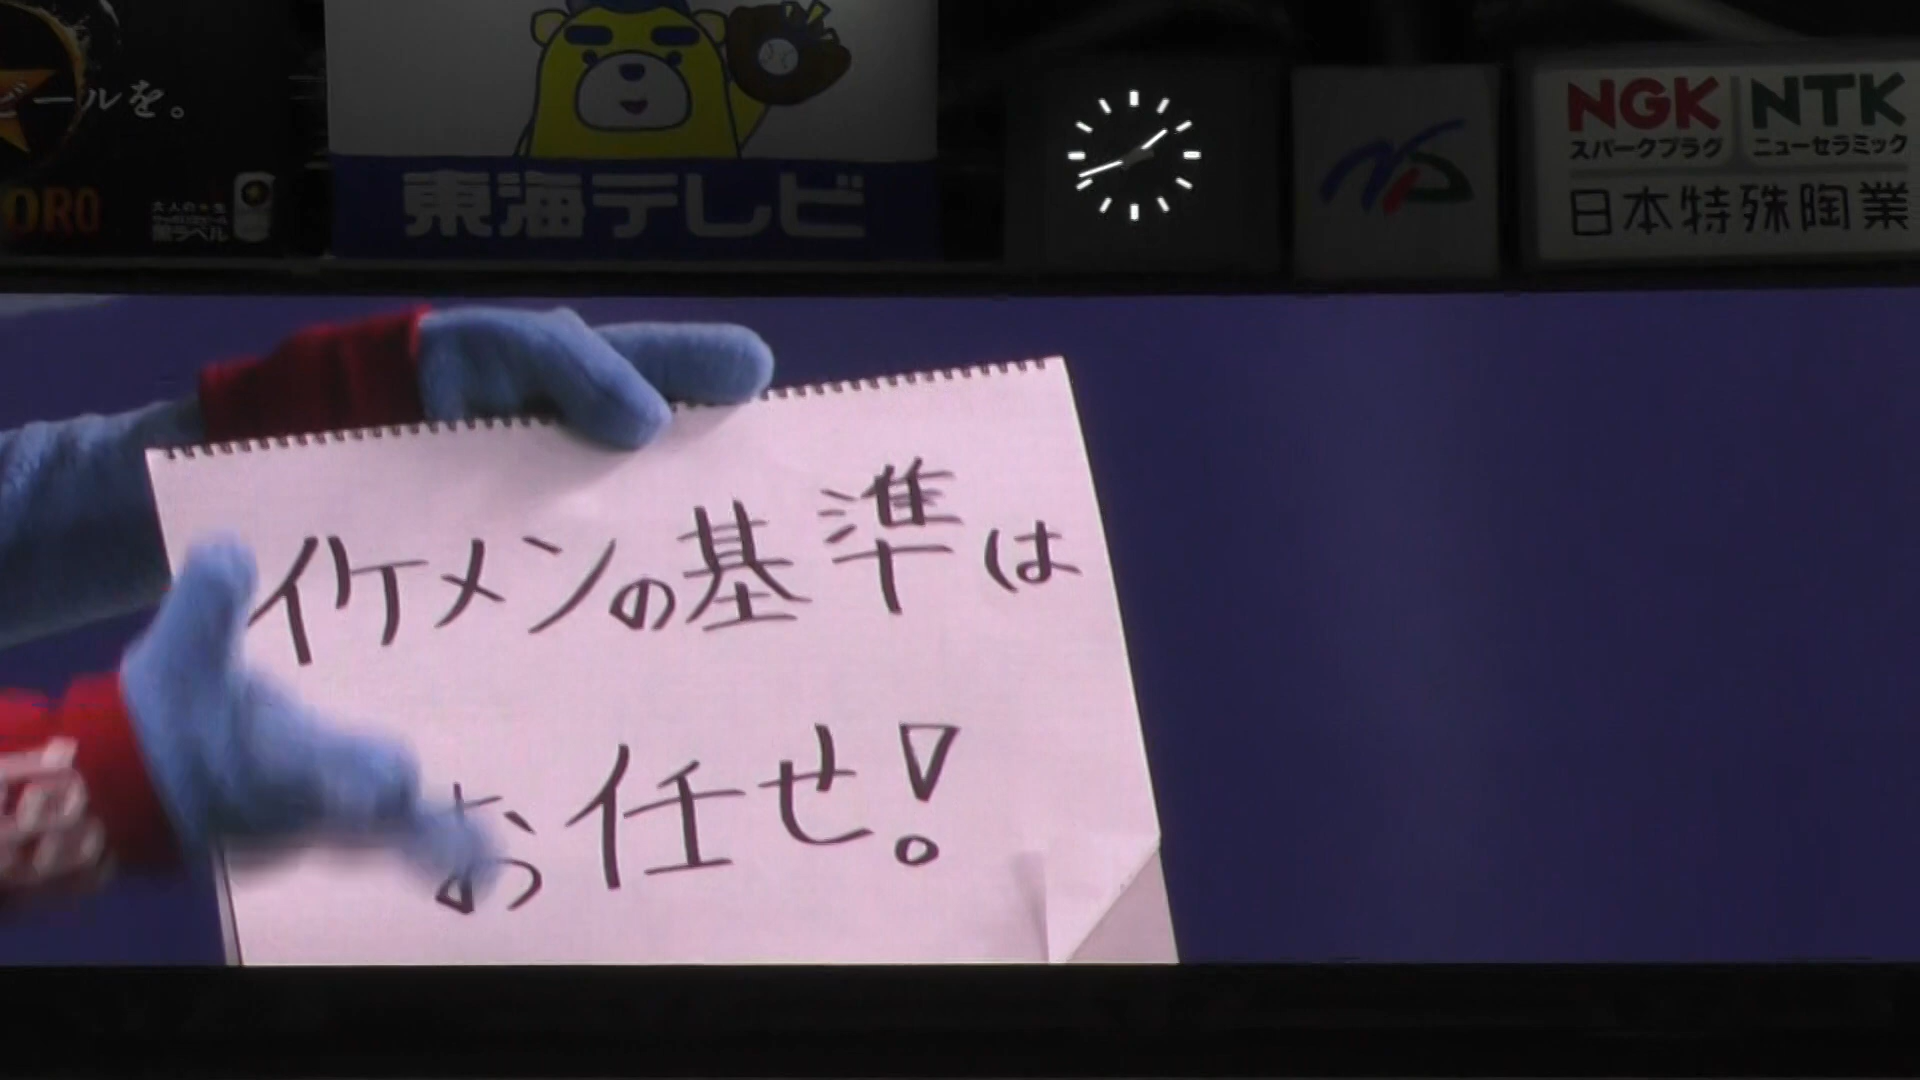 ビールを。
東海テレビ
NGK NTK
スパークプラグ ニューセラミック
日本特殊陶業
イケメンの基準は
お任せ!